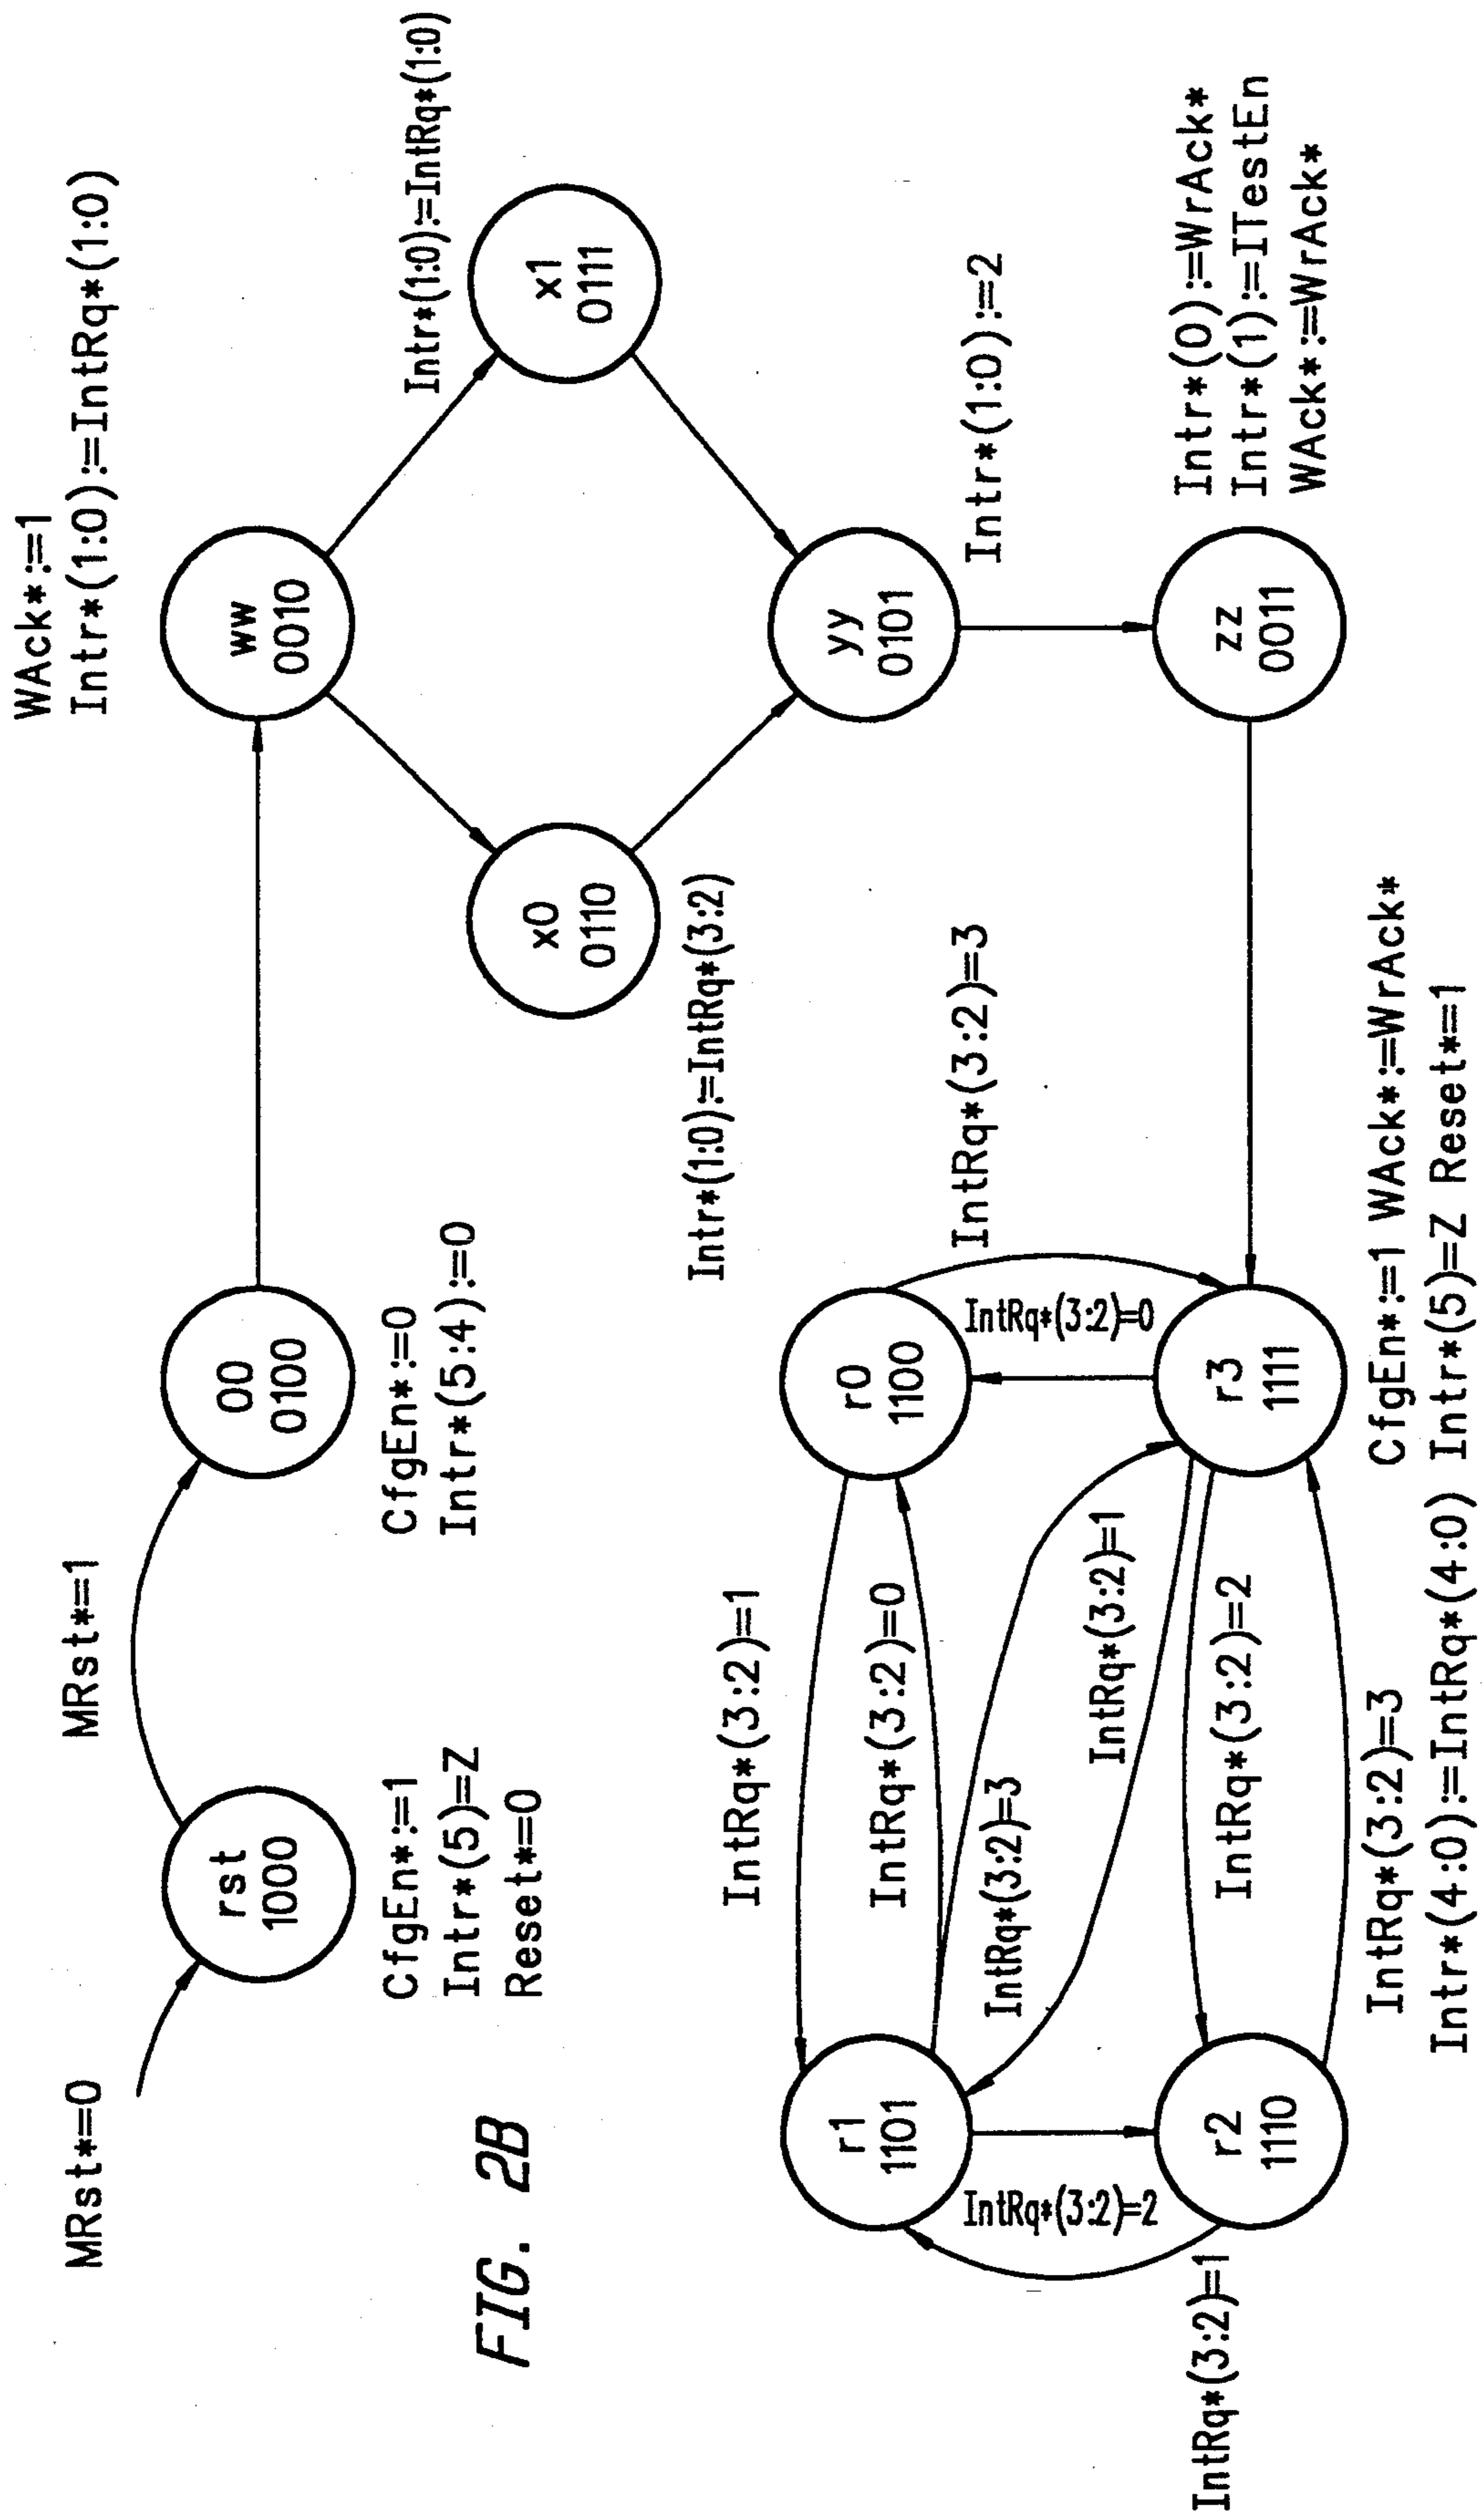 MRst*=0
rst
1000
CfgEn*:=1
Intr*(5)=Z
Reset*=0
MRst*=1
00
0100
CfgEn*:=0
Intr*(5:4):=0
WAck*:=1
Intr*(1:0):=IntRq*(1:0)
ww
0010
x0
0110
Intr*(1:0):=IntRq*(3:2)
Intr*(1:0):=IntRq*(1:0)
x1
0111
yy
0101
Intr*(1:0):=2
zz
0011
Intr*(0):=WrAck*
Intr*(1):=ITestEn
WAck*:=WrAck*
FIG. 2B
IntRq*(3:2)=1
IntRq*(3:2)=0
r0
1100
IntRq*(3:2)=3
IntRq*(3:2)=0
r1
1101
IntRq*(3:2)=3
IntRq*(3:2)=1
IntRq*(3:2)=2
IntRq*(3:2)=2
r2
1110
r3
1111
IntRq*(3:2)=1
IntRq*(3:2)=3
CfgEn*:=1 WAck*:=WrAck*
Intr*(4:0):=IntRq*(4:0) Intr*(5)=Z Reset*=1